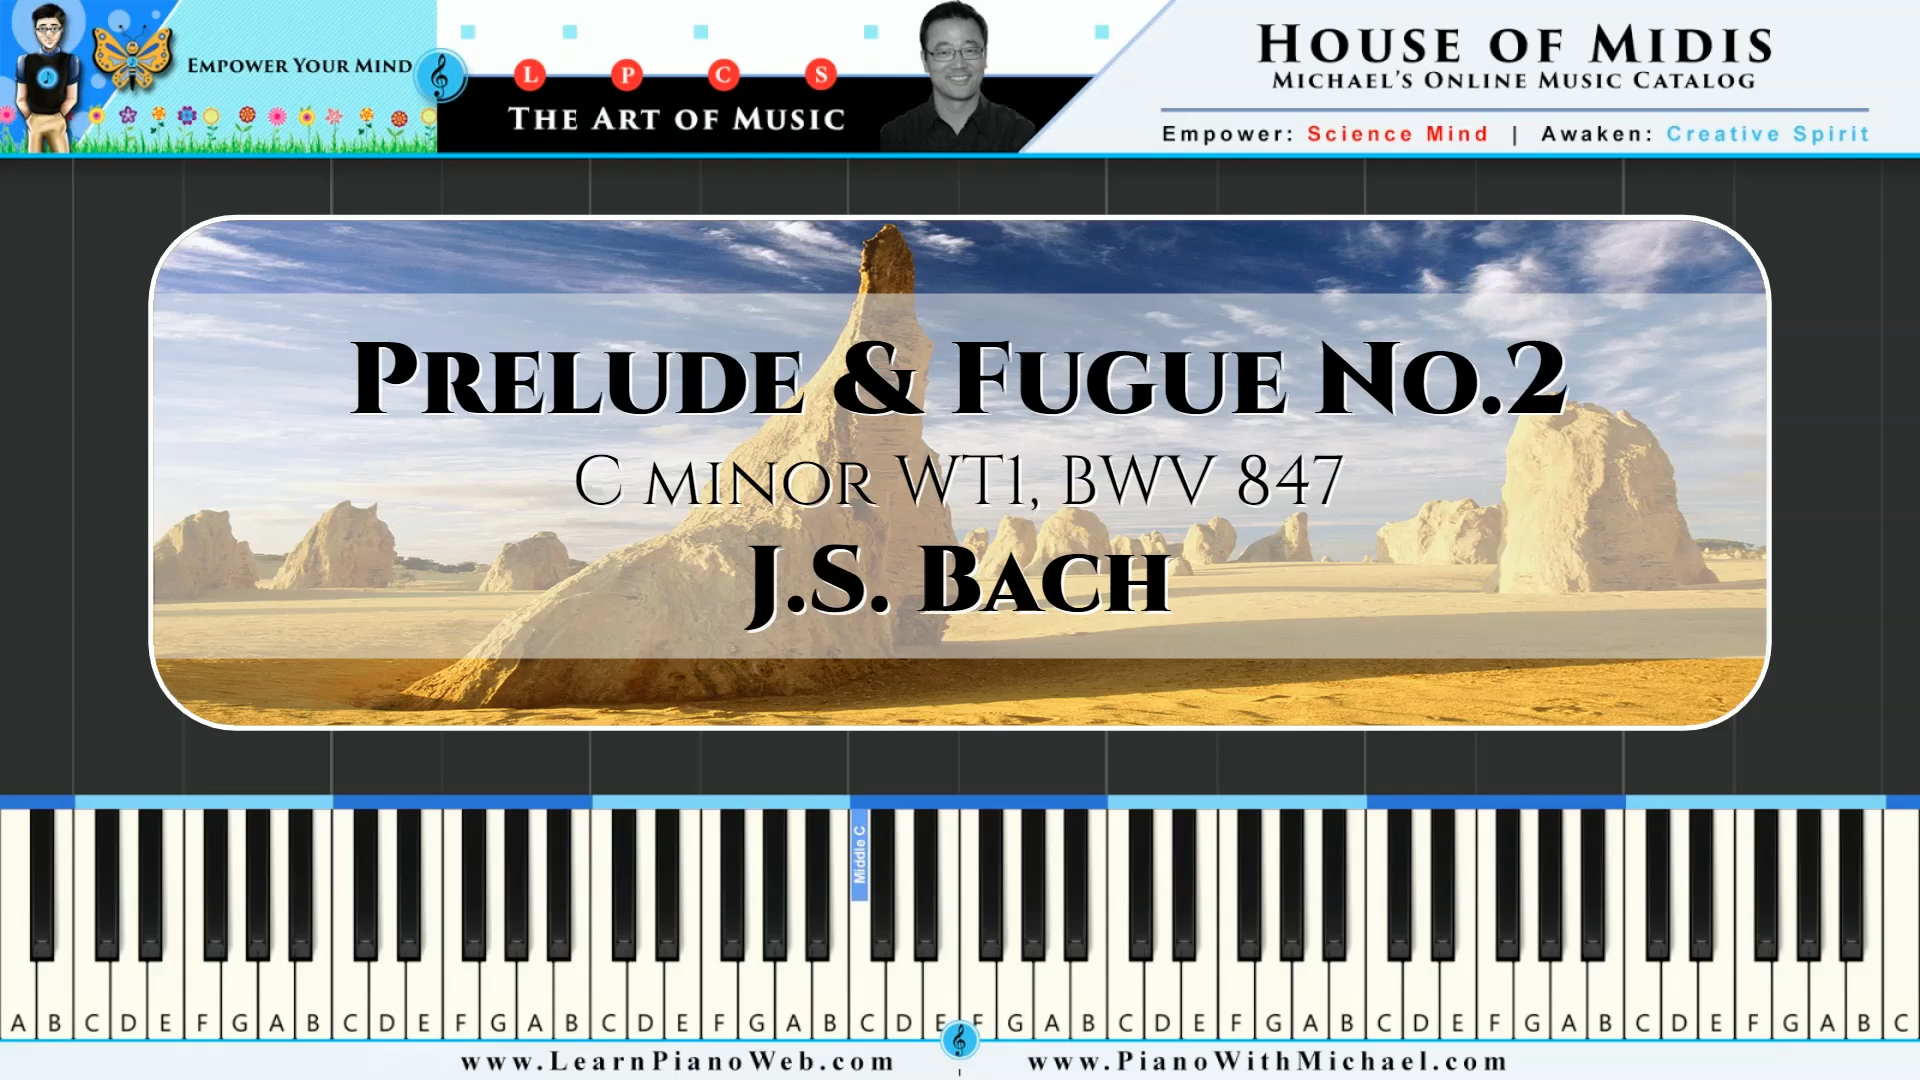 Empower Your Mind
L P C S
The Art of Music
House of Midis
Michael's Online Music Catalog
Empower: Science Mind | Awaken: Creative Spirit
Prelude & Fugue No.2
C minor WT1, BWV 847
J.S. Bach
Middle C
A B C D E F G A B C D E F G A B C D E F G A B C D E F G A B C D E F G A B C D E F G A B C D E F G A B C
www.LearnPianoWeb.com
www.PianoWithMichael.com